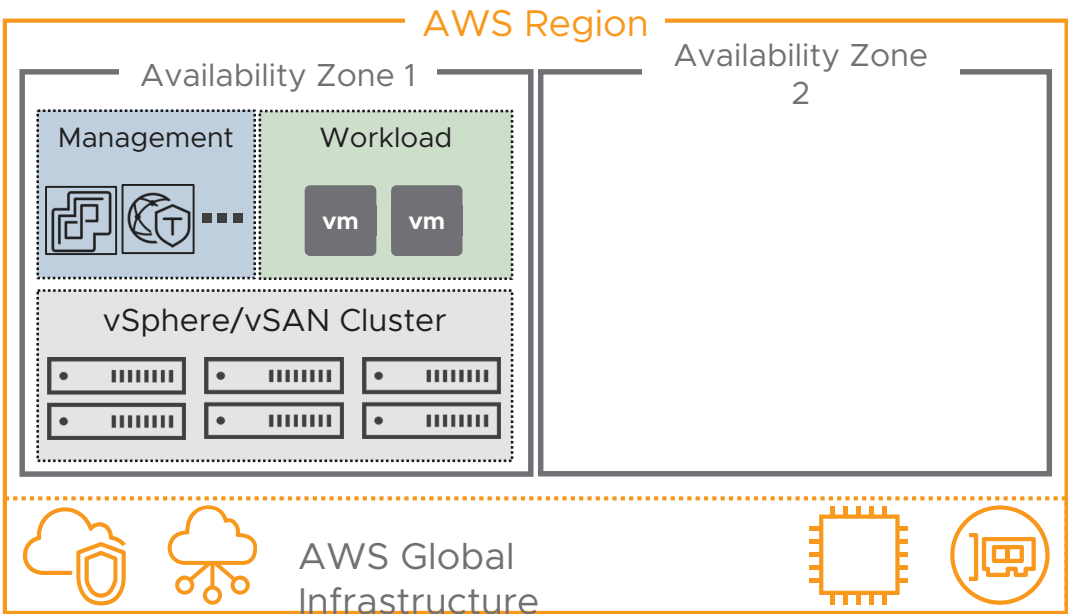 AWS Region
Availability Zone 1
Availability Zone
2
Management
Workload
T
vm
vm
vSphere/vSAN Cluster
AWS Global
Infrastructure